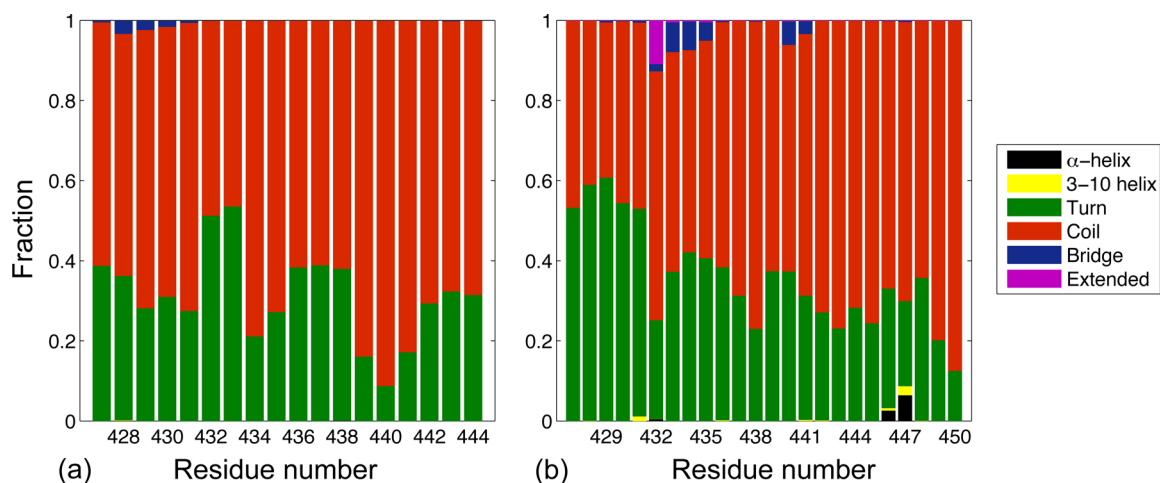 1
0.8
0.6
0.4
0.2
0
Fraction
428 430 432 434 436 438 440 442 444
(a) Residue number
1
0.8
0.6
0.4
0.2
0
429 432 435 438 441 444 447 450
(b) Residue number
α-helix
3-10 helix
Turn
Coil
Bridge
Extended